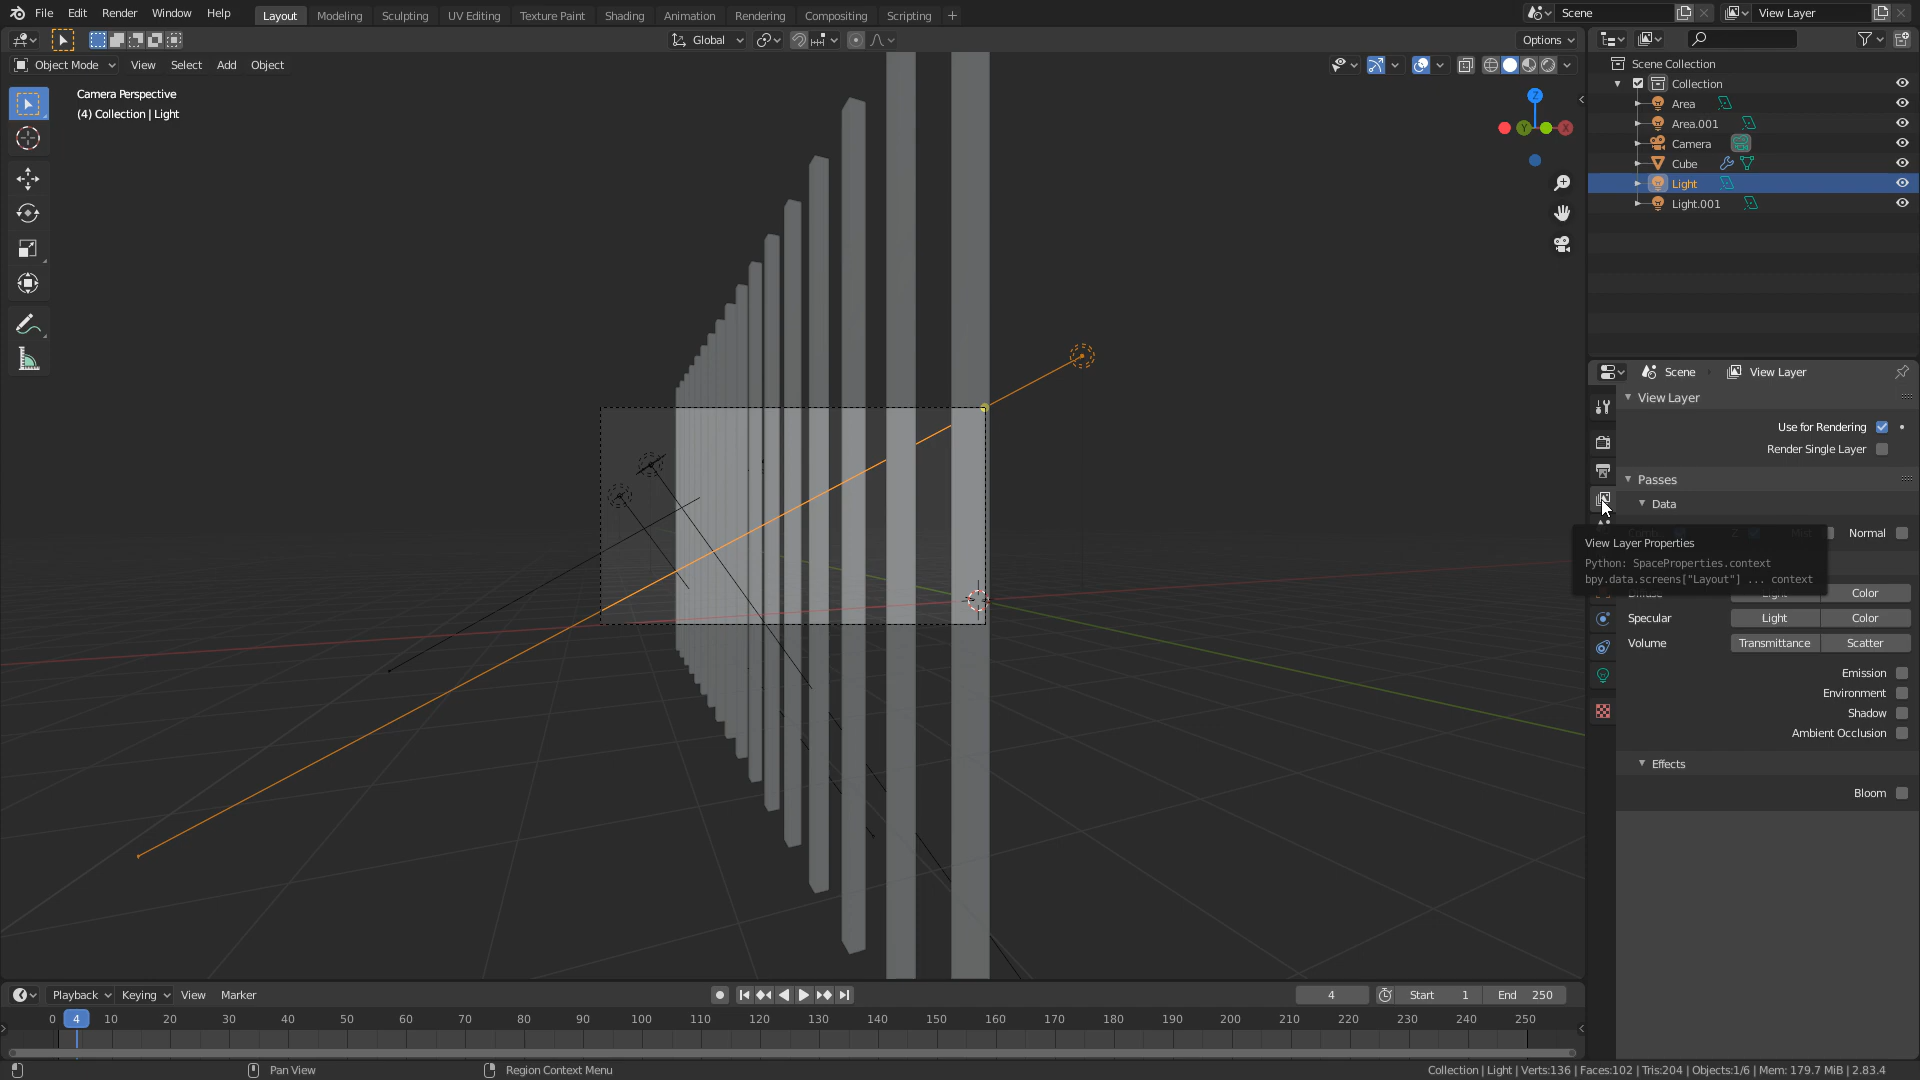 File Edit Render Window Help Layout Modeling Sculpting UV Editing Texture Paint Shading Animation Rendering Compositing Scripting + Scene View Layer
Global Options
Object Mode View Select Add Object
Camera Perspective
(4) Collection | Light
Z
Y
X
Scene Collection
Collection
Area
Area.001
Camera
Cube
Light
Light.001
Scene View Layer
View Layer
Use for Rendering
Render Single Layer
Passes
Data
Normal
View Layer Properties
Python: SpaceProperties.context
bpy.data.screens["Layout"] ... context
Color
Specular Light Color
Volume Transmittance Scatter
Emission
Environment
Shadow
Ambient Occlusion
Effects
Bloom
Playback Keying View Marker 4 Start 1 End 250
0 4 10 20 30 40 50 60 70 80 90 100 110 120 130 140 150 160 170 180 190 200 210 220 230 240 250
Pan View Region Context Menu Collection | Light | Verts:136 | Faces:102 | Tris:204 | Objects:1/6 | Mem: 179.7 MiB | 2.83.4